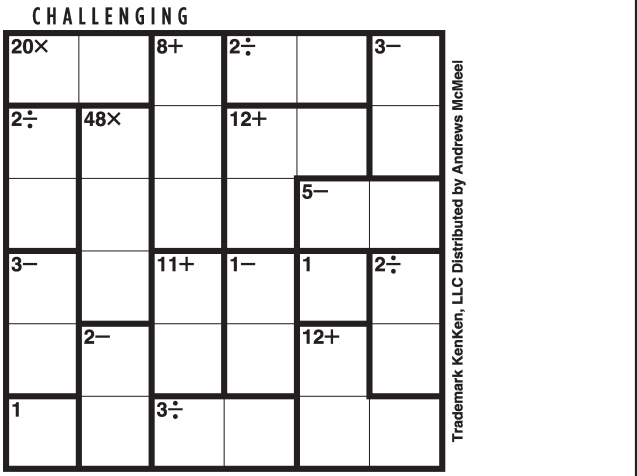 CHALLENGING
20× 8+ 2÷ 3−
2÷ 48× 12+
5−
3− 11+ 1− 1 2÷
2− 12+
1 3÷
Trademark KenKen, LLC Distributed by Andrews McMeel